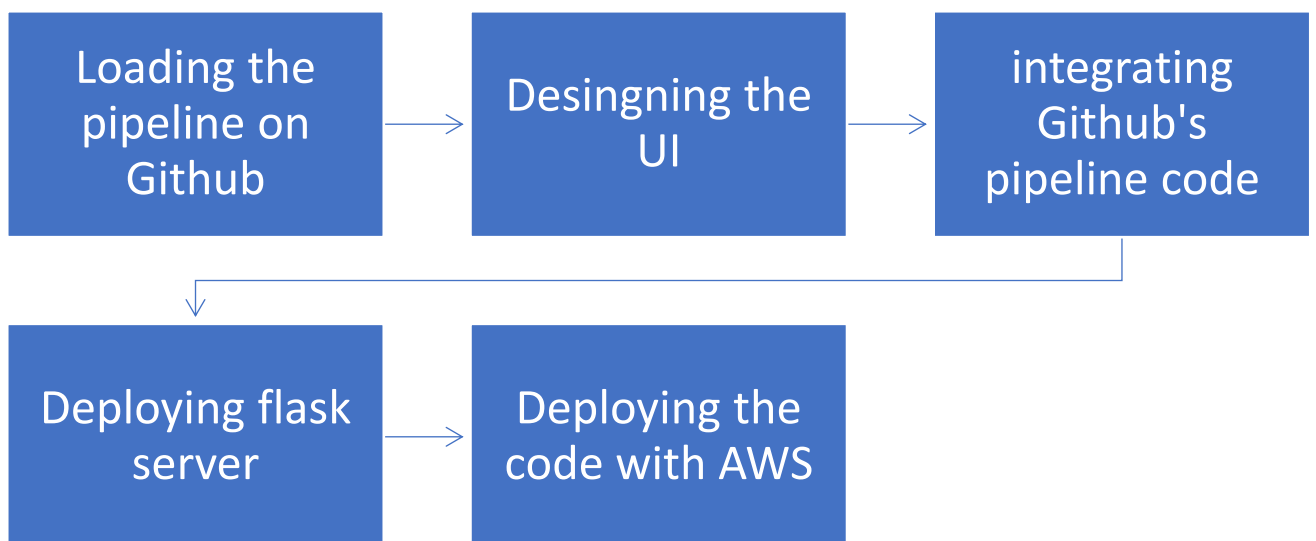 Loading the
pipeline on
Github
Desingning the
UI
integrating
Github's
pipeline code
Deploying flask
server
Deploying the
code with AWS